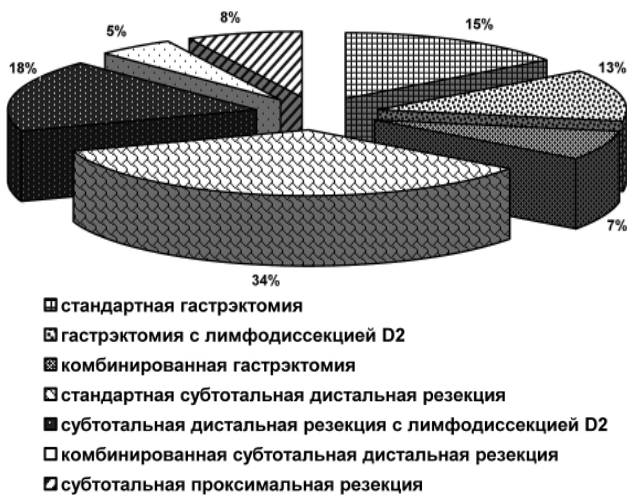 8%
15%
5%
18%
13%
7%
34%
стандартная гастрэктомия
гастрэктомия с лимфодиссекцией D2
комбинированная гастрэктомия
стандартная субтотальная дистальная резекция
субтотальная дистальная резекция с лимфодиссекцией D2
комбинированная субтотальная дистальная резекция
субтотальная проксимальная резекция